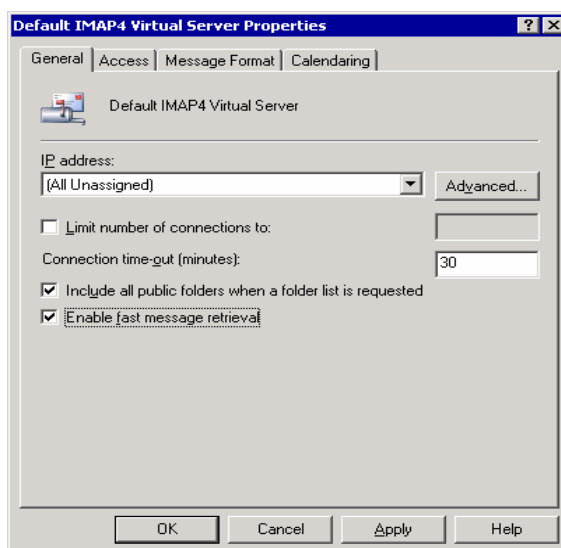 Default IMAP4 Virtual Server Properties
General Access Message Format Calendaring
Default IMAP4 Virtual Server
IP address:
(All Unassigned) Advanced...
Limit number of connections to:
Connection time-out (minutes): 30
Include all public folders when a folder list is requested
Enable fast message retrieval
OK Cancel Apply Help